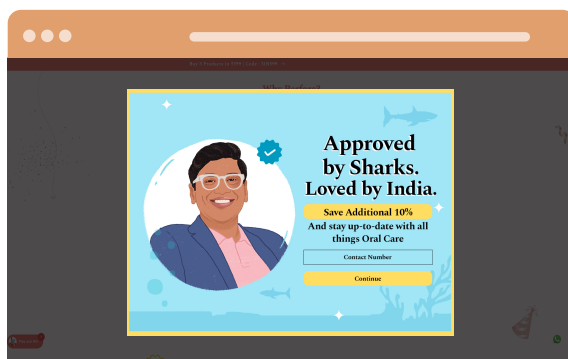 Approved
by Sharks.
Loved by India.
Save Additional 10%
And stay up-to-date with all
things Oral Care
Contact Number
Continue